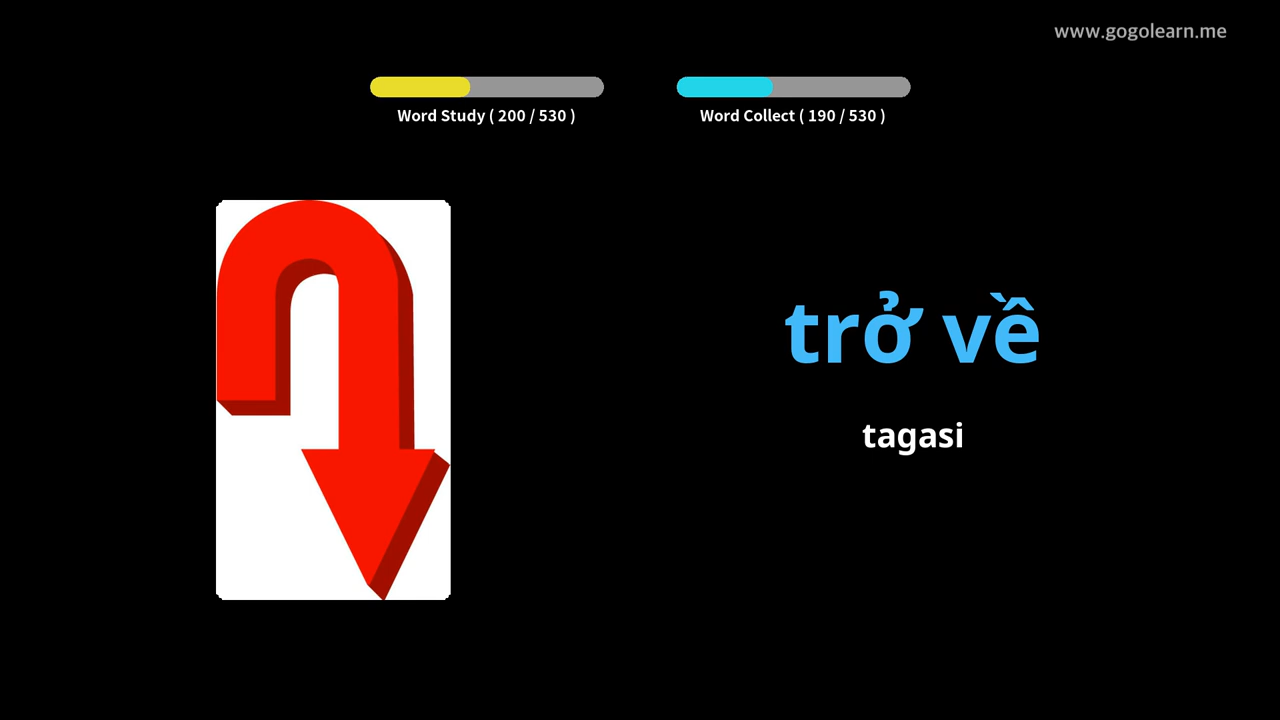 www.gogolearn.me
Word Study ( 200 / 530 )
Word Collect ( 190 / 530 )
trở về
tagasi